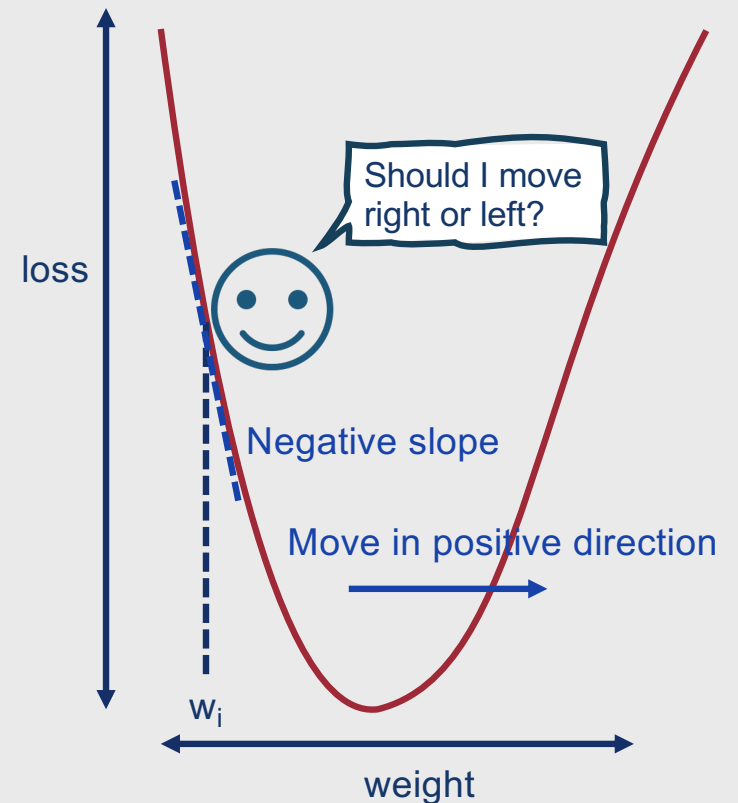 Should I move
right or left?
loss
Negative slope
Move in positive direction
wᵢ
weight